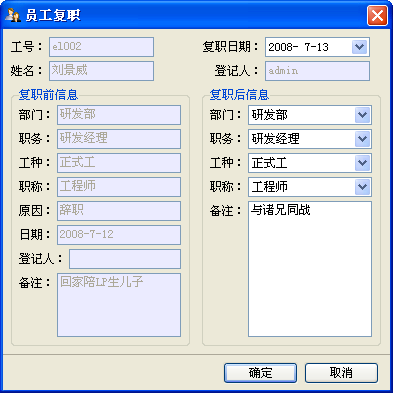 员工复职
工号： el002 复职日期： 2008- 7-13
姓名： 刘景威 登记人： admin
复职前信息
部门： 研发部
职务： 研发经理
工种： 正式工
职称： 工程师
原因： 辞职
日期： 2008-7-12
登记人：
备注： 回家陪LP生儿子
复职后信息
部门： 研发部
职务： 研发经理
工种： 正式工
职称： 工程师
备注： 与诸兄同战
确定 取消